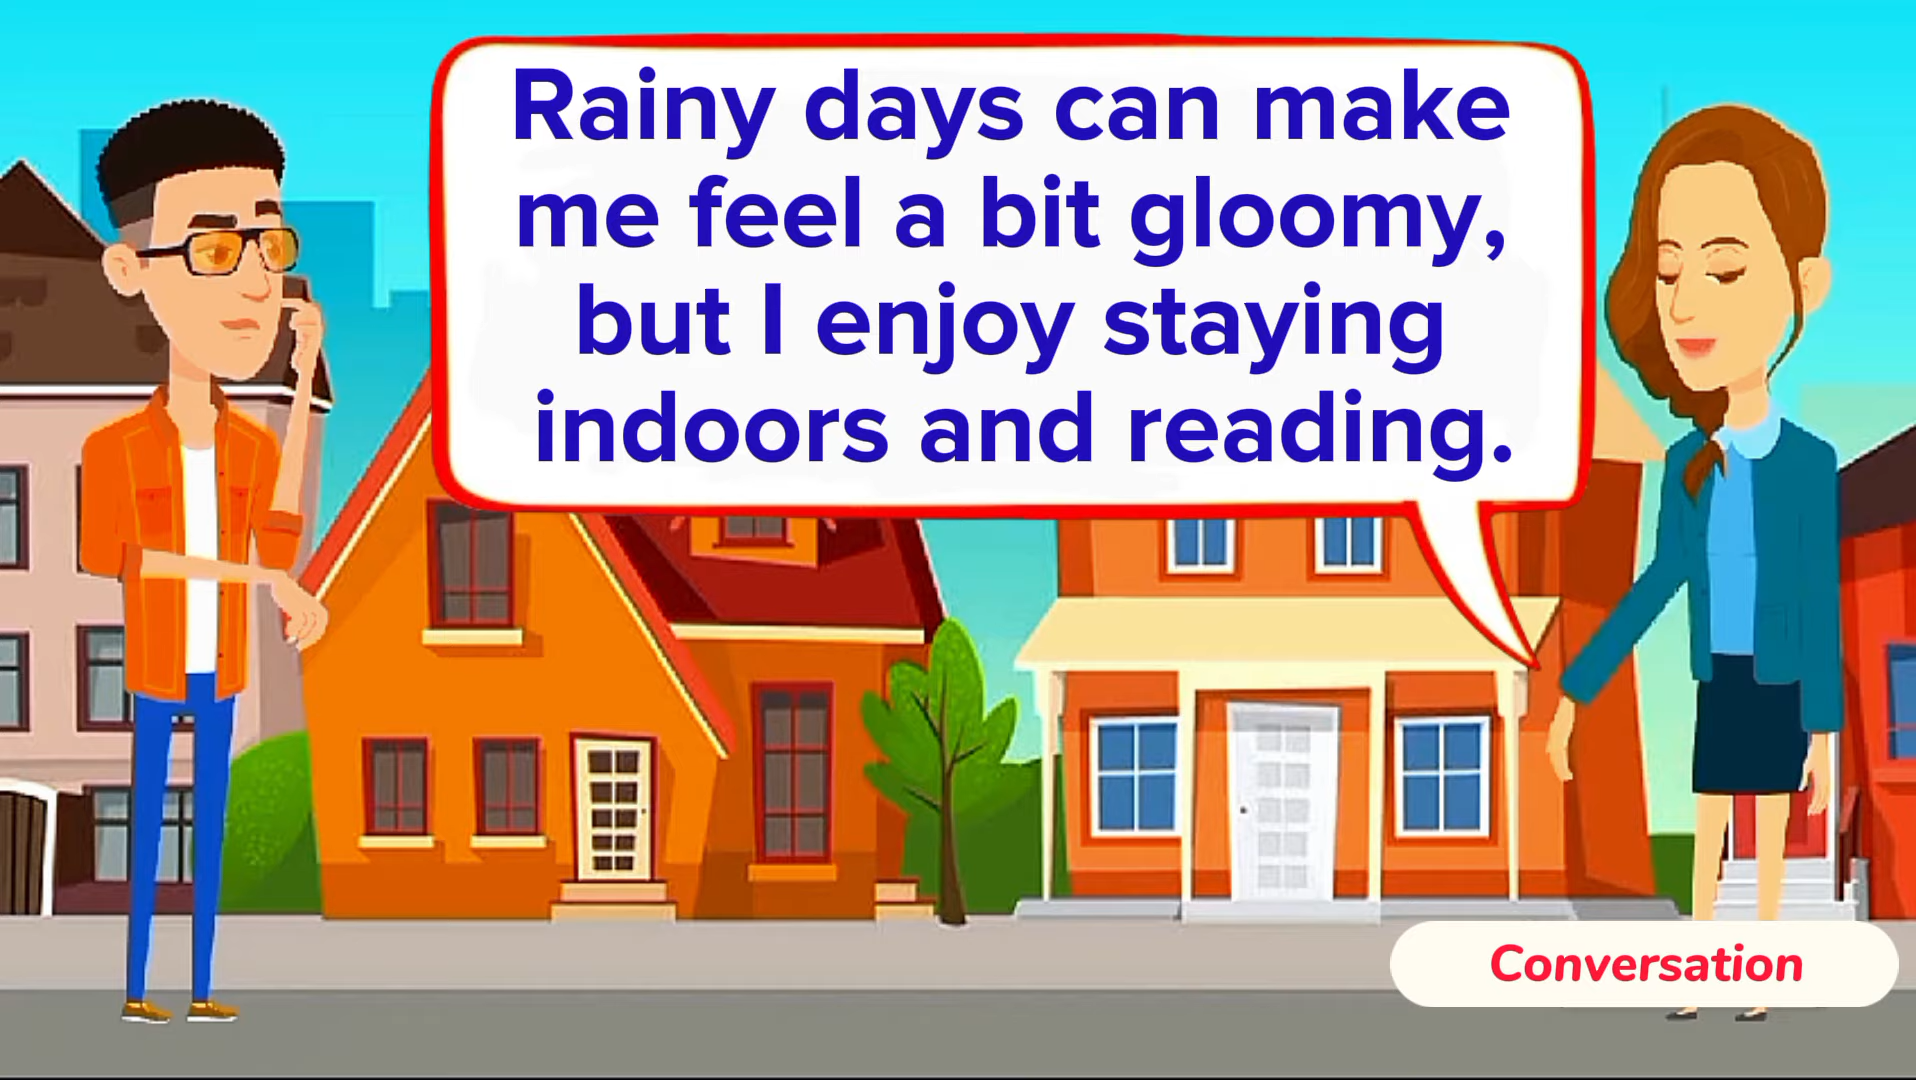 Rainy days can make
me feel a bit gloomy,
but I enjoy staying
indoors and reading.
Conversation